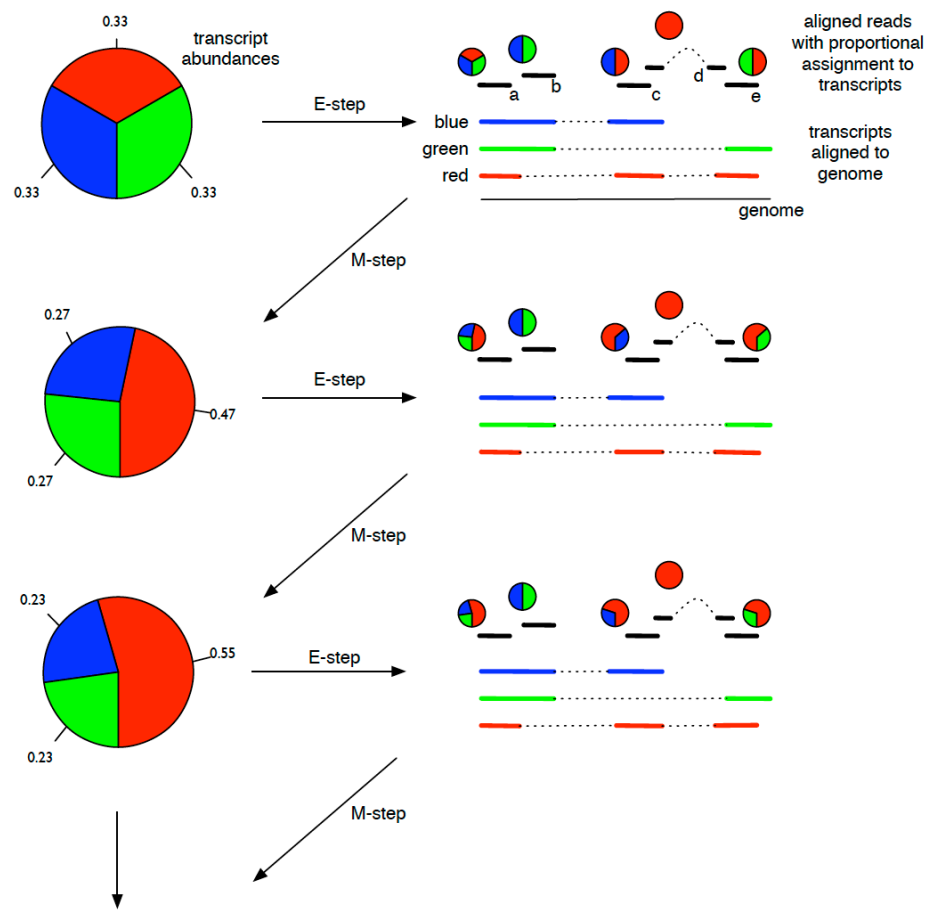 0.33
transcript
abundances
0.33
0.33
E-step
a
b
c
d
e
aligned reads
with proportional
assignment to
transcripts
blue
green
red
transcripts
aligned to
genome
genome
M-step
0.27
0.47
0.27
E-step
M-step
0.23
0.55
0.23
E-step
M-step